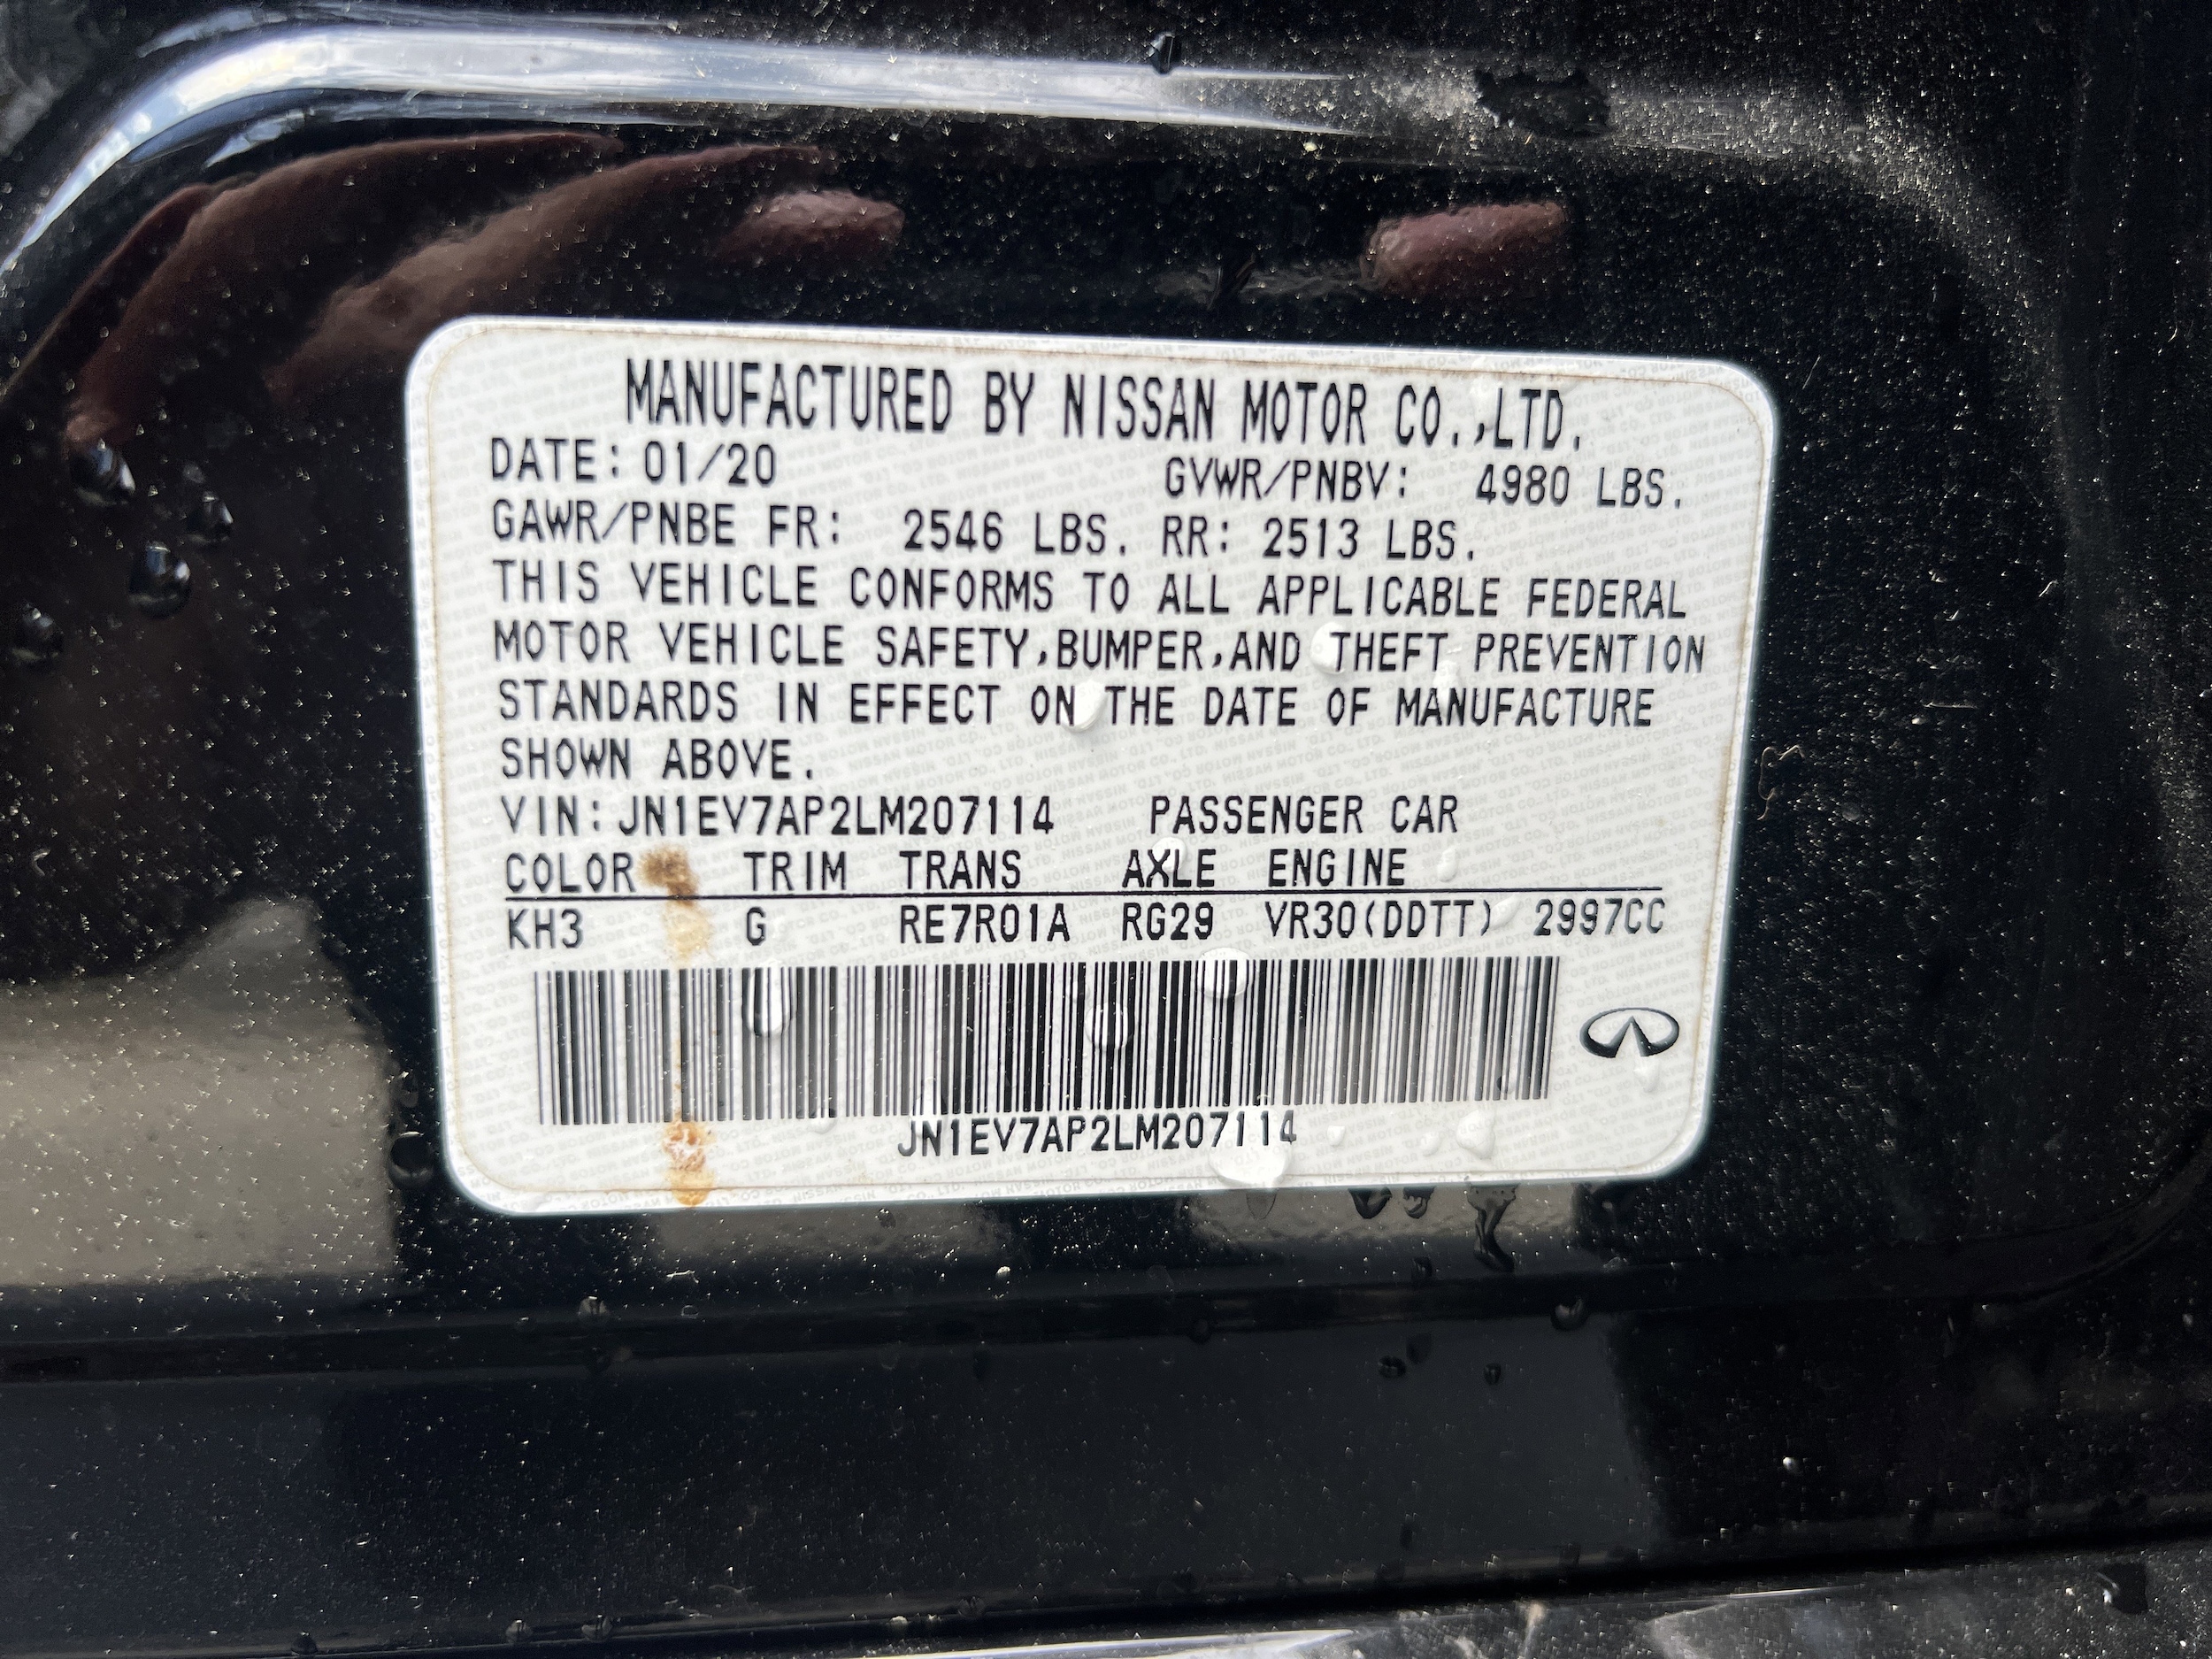 MANUFACTURED BY NISSAN MOTOR CO.,LTD.
DATE: 01/20 GVWR/PNBV: 4980 LBS.
GAWR/PNBE FR: 2546 LBS. RR: 2513 LBS.
THIS VEHICLE CONFORMS TO ALL APPLICABLE FEDERAL
MOTOR VEHICLE SAFETY,BUMPER,AND THEFT PREVENTION
STANDARDS IN EFFECT ON THE DATE OF MANUFACTURE
SHOWN ABOVE.
VIN:JN1EV7AP2LM207114 PASSENGER CAR
COLOR TRIM TRANS AXLE ENGINE
KH3 G RE7R01A RG29 VR30(DDTT) 2997CC
JN1EV7AP2LM207114